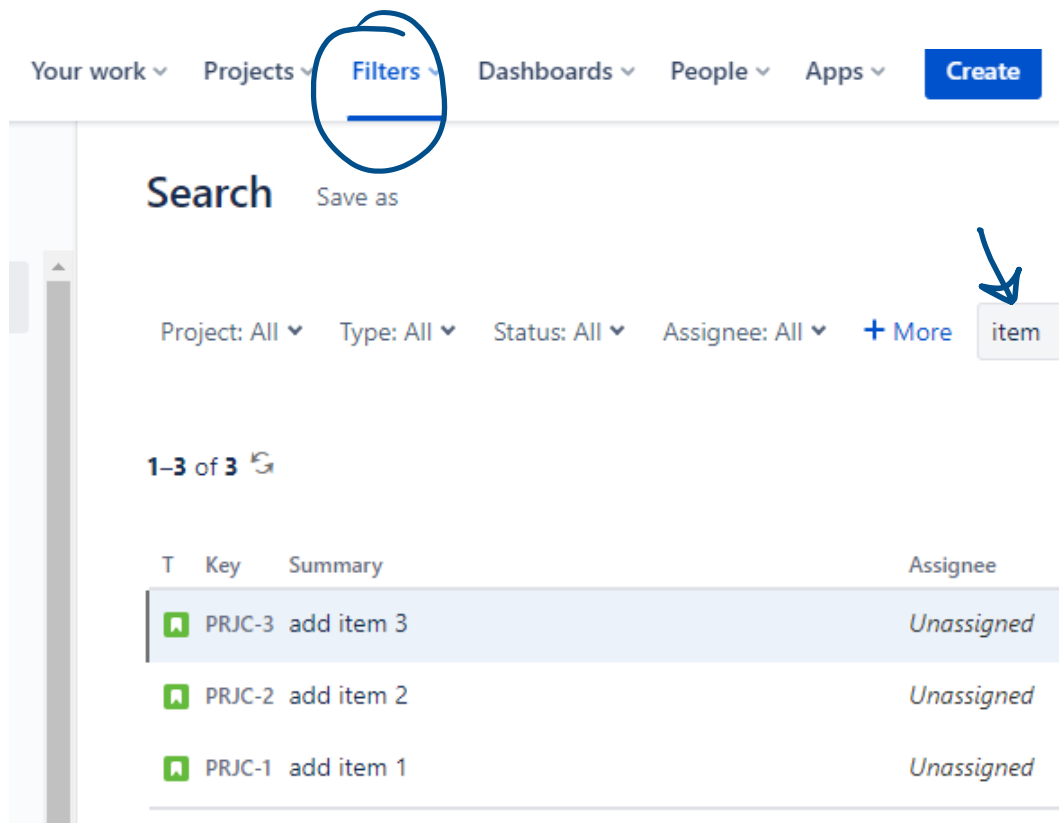 Your work Projects Filters Dashboards People Apps Create
Search Save as
Project: All Type: All Status: All Assignee: All + More item
1–3 of 3
T Key Summary Assignee
PRJC-3 add item 3 Unassigned
PRJC-2 add item 2 Unassigned
PRJC-1 add item 1 Unassigned